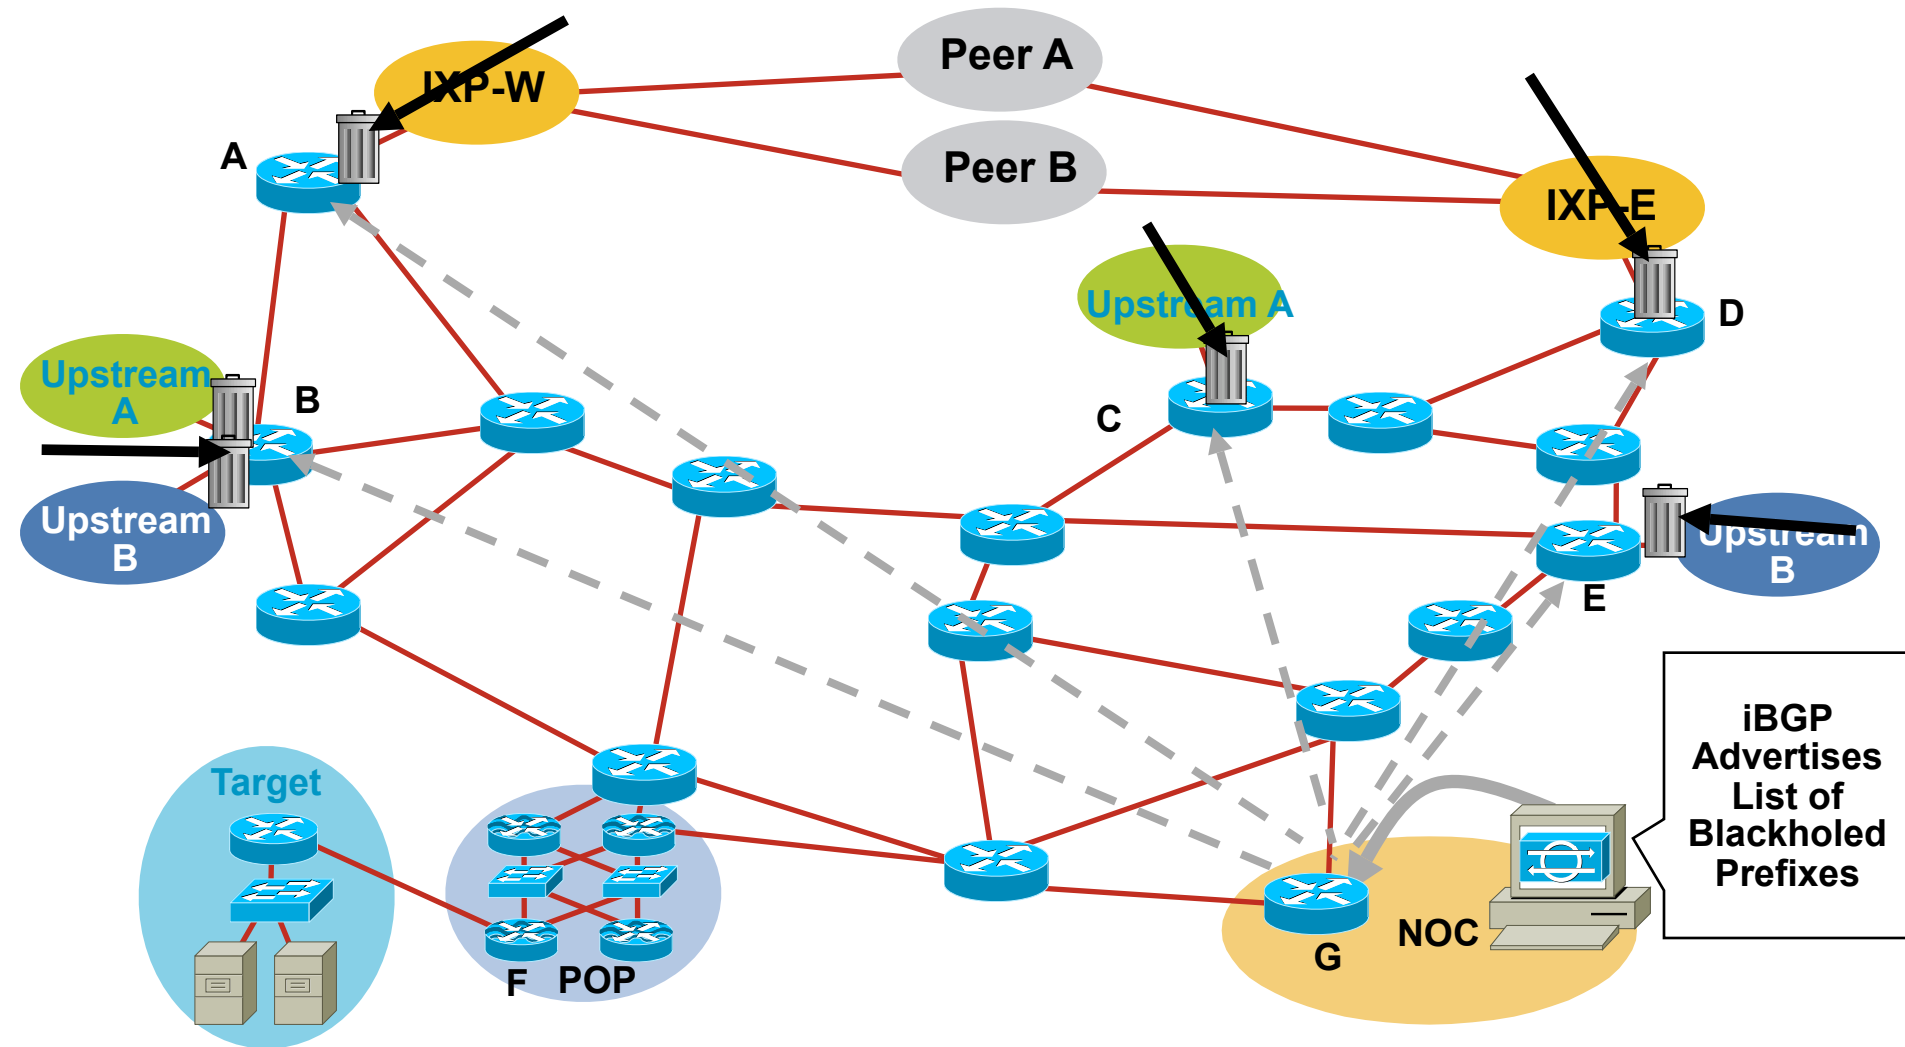 Peer A
IXP-W
A
Peer B
IXP-E
Upstream A
D
Upstream
A
B
C
Upstream
B
Upstream
B
E
iBGP
Advertises
List of
Blackholed
Prefixes
Target
NOC
G
F
POP